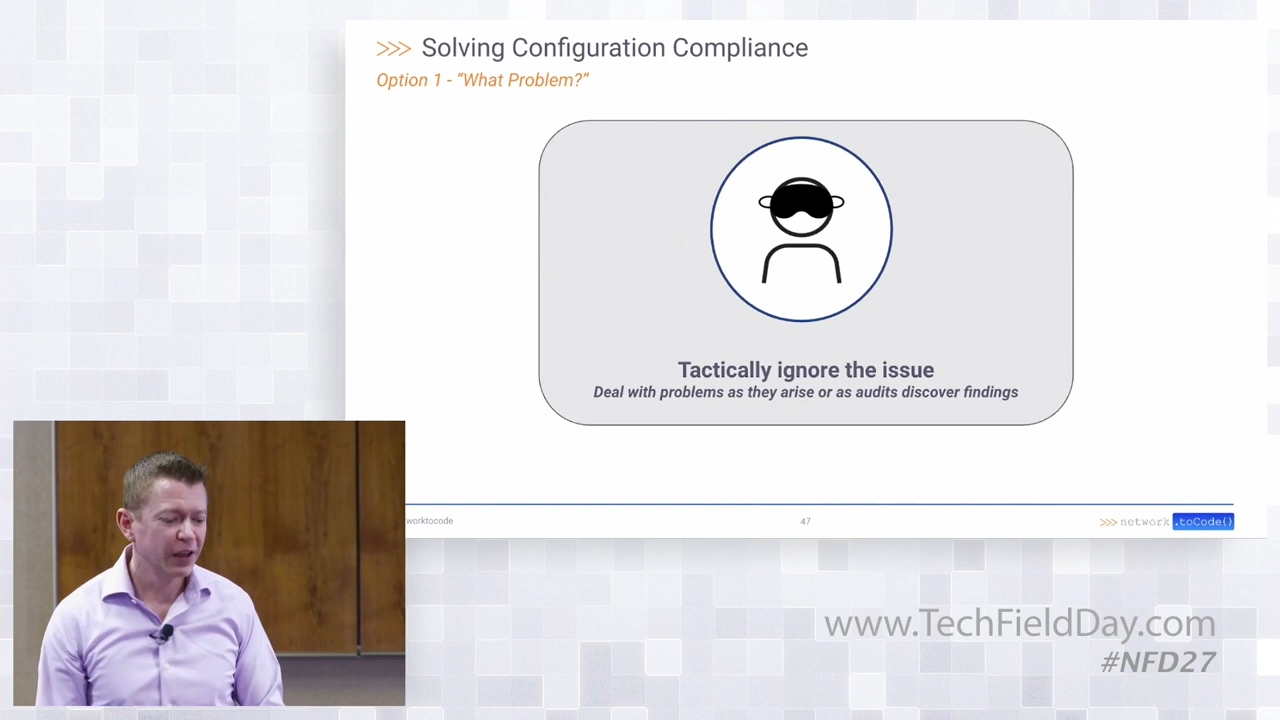 >>> Solving Configuration Compliance
Option 1 - “What Problem?”
Tactically ignore the issue
Deal with problems as they arise or as audits discover findings
worktocode
47
>>> network .toCode()
www.TechFieldDay.com
#NFD27